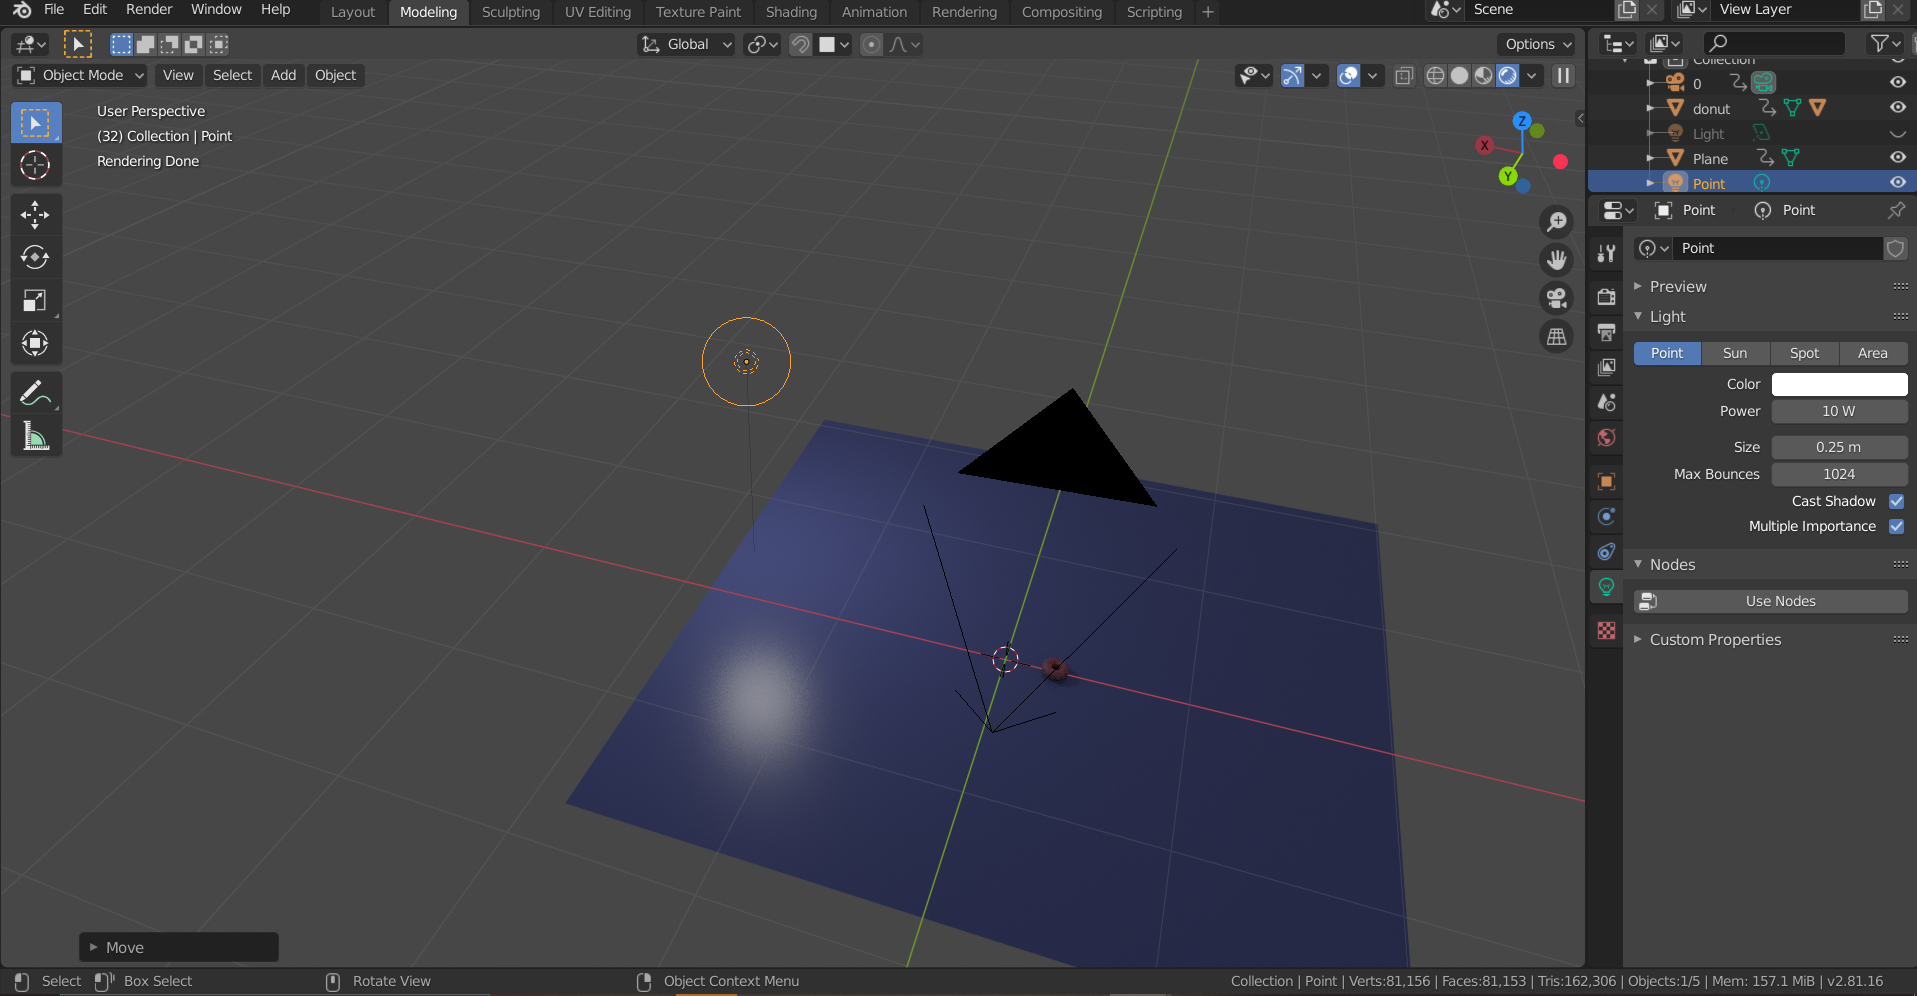 File Edit Render Window Help Layout Modeling Sculpting UV Editing Texture Paint Shading Animation Rendering Compositing Scripting + Scene View Layer
Global Options
Object Mode View Select Add Object
User Perspective
(32) Collection | Point
Rendering Done
Z
X
Y
Collection
0
donut
Light
Plane
Point
Point Point
Point
Preview
Light
Point Sun Spot Area
Color
Power 10 W
Size 0.25 m
Max Bounces 1024
Cast Shadow
Multiple Importance
Nodes
Use Nodes
Custom Properties
Move
Select Box Select Rotate View Object Context Menu Collection | Point | Verts:81,156 | Faces:81,153 | Tris:162,306 | Objects:1/5 | Mem: 157.1 MiB | v2.81.16